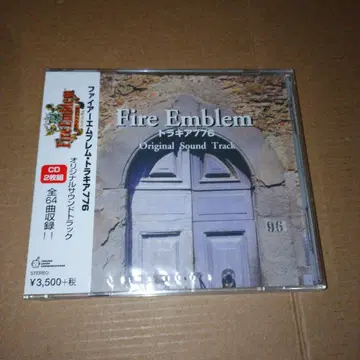 Fire Emblem
トラキア776
Original Sound Track
96
Fire Emblem
ファイアーエムブレム・トラキア776
オリジナルサウンドトラック
CD
2枚組
全64曲収録!!
STEREO
¥3,500+税